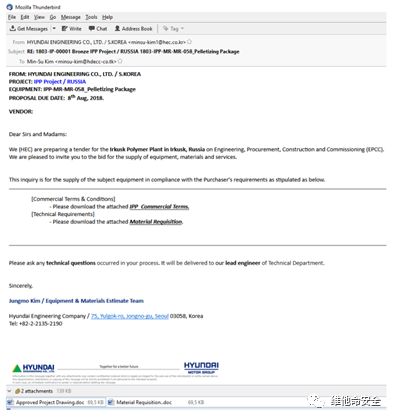 Mozilla Thunderbird
File Edit View Go Message Tools Help
Get Messages Write Chat Address Book Tag
From HYUNDAI ENGINEERING CO., LTD. / S.KOREA <minsu-kim1@hec.co.kr>
Subject RE: 1803-IP-00001 Bronze IPP Project / RUSSIA 1803-IPP-MR-MR-058_Pelletizing Package
To Min-Su Kim <minsu-kim@hdecc-co.tk>
FROM: HYUNDAI ENGINEERING CO., LTD. / S.KOREA
PROJECT: IPP Project / RUSSIA
EQUIPMENT: IPP-MR-MR-058_Pelletizing Package
PROPOSAL DUE DATE: 8th Aug, 2018.
VENDOR:
Dear Sirs and Madams:
We (HEC) are preparing a tender for the Irkusk Polymer Plant in Irkusk, Russia on Engineering, Procurement, Construction and Commissioning (EPCC).
We are pleased to invite you to the bid for the supply of equipment, materials and services.
This inquiry is for the supply of the subject equipment in compliance with the Purchaser's requirements as stipulated as below.
[Commercial Terms & Conditions]
- Please download the attached IPP_Commercial Terms.
[Technical Requirements]
- Please download the attached Material Requisition.
Please ask any technical questions occurred in your process. It will be delivered to our lead engineer of Technical Department.
Sincerely,
Jungmo Kim / Equipment & Materials Estimate Team
Hyundai Engineering Company / 75, Yulgok-ro, Jongno-gu, Seoul 03058, Korea
Tel: +82-2-2135-2190
HYUNDAI Together for a better future HYUNDAI
MOTOR GROUP
2 attachments 139 KB
Approved Project Drawing.doc 69,5 KB Material Requisition..doc 69,5 KB
维他命安全